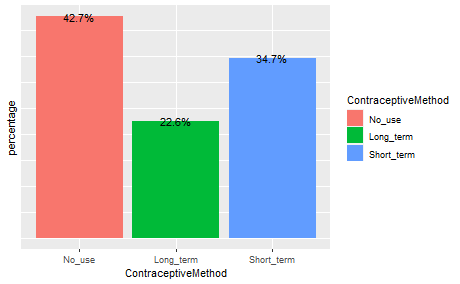 42.7%
22.6%
34.7%
percentage
No_use
Long_term
Short_term
ContraceptiveMethod
ContraceptiveMethod
No_use
Long_term
Short_term